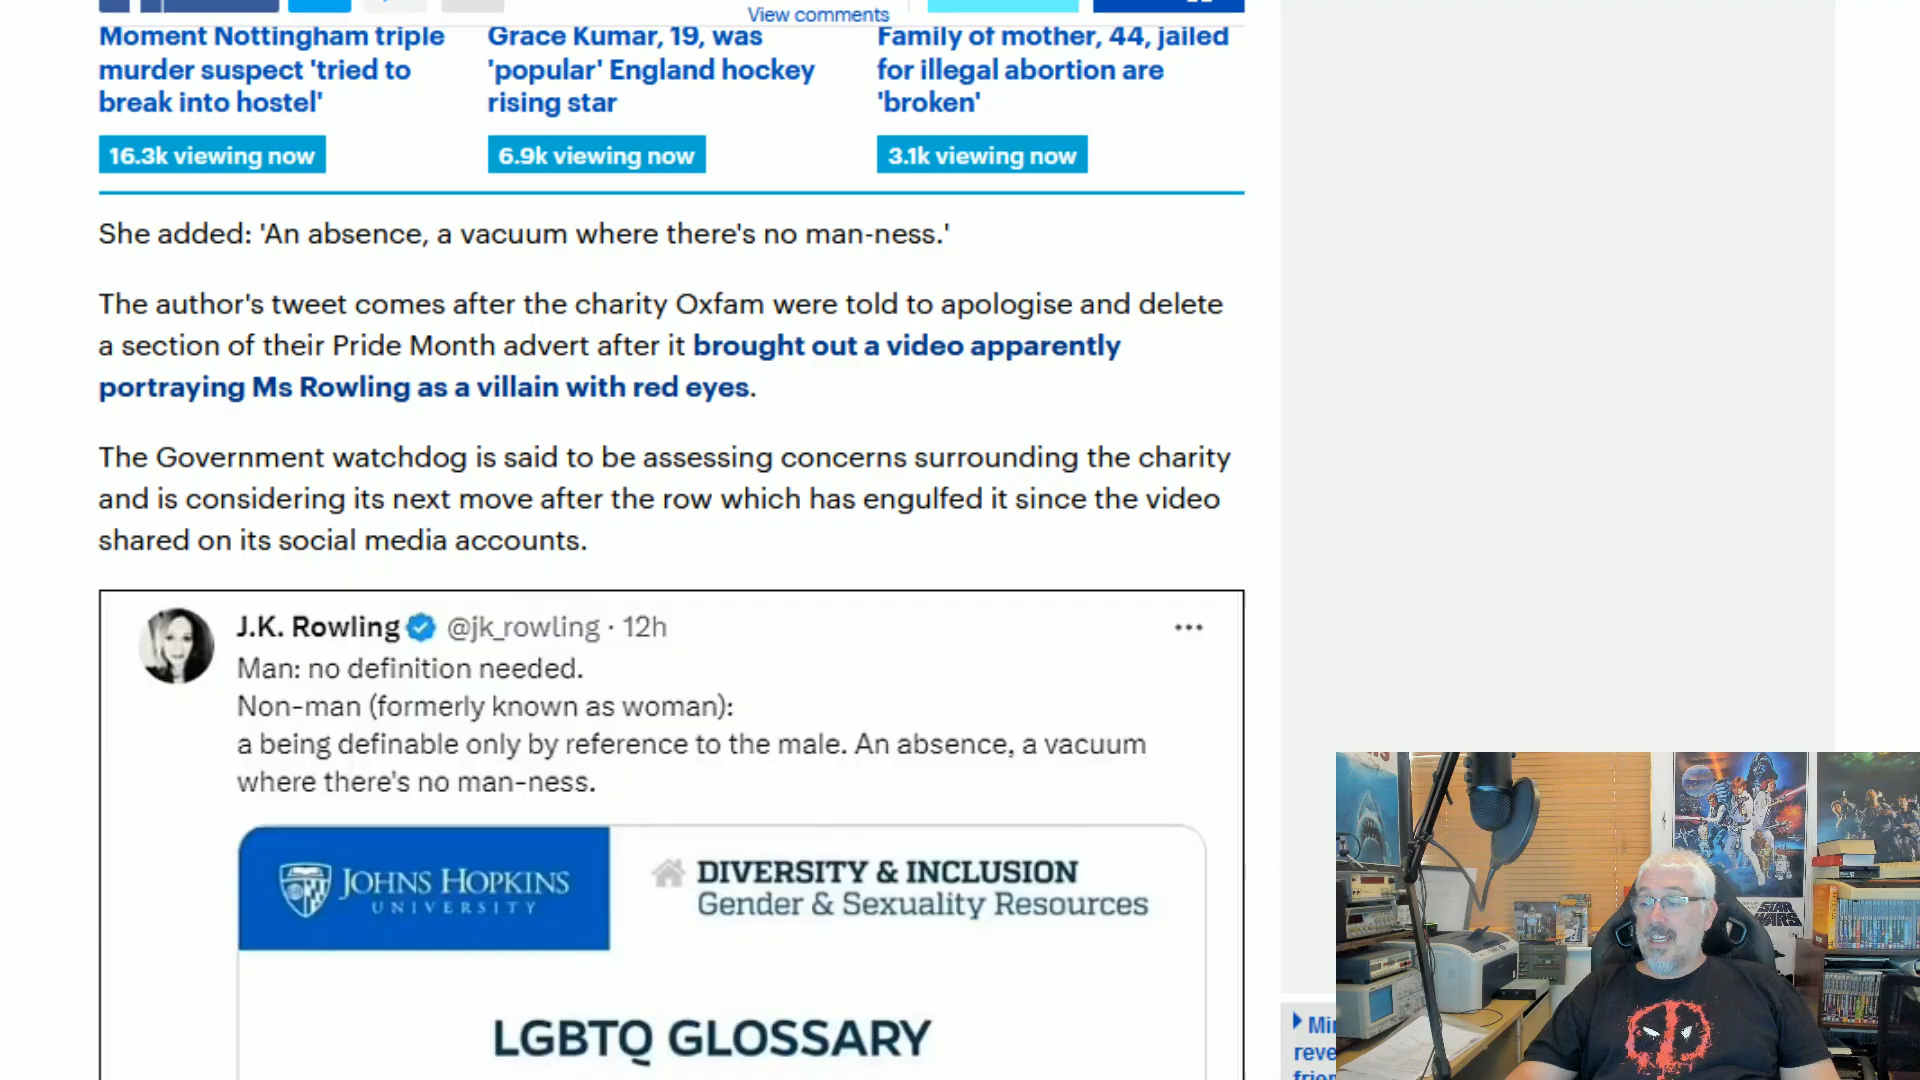 View comments
Moment Nottingham triple
murder suspect 'tried to
break into hostel'
16.3k viewing now
Grace Kumar, 19, was
'popular' England hockey
rising star
6.9k viewing now
Family of mother, 44, jailed
for illegal abortion are
'broken'
3.1k viewing now
She added: 'An absence, a vacuum where there's no man-ness.'
The author's tweet comes after the charity Oxfam were told to apologise and delete
a section of their Pride Month advert after it brought out a video apparently
portraying Ms Rowling as a villain with red eyes.
The Government watchdog is said to be assessing concerns surrounding the charity
and is considering its next move after the row which has engulfed it since the video
shared on its social media accounts.
J.K. Rowling @jk_rowling · 12h
Man: no definition needed.
Non-man (formerly known as woman):
a being definable only by reference to the male. An absence, a vacuum
where there's no man-ness.
JOHNS HOPKINS
UNIVERSITY
DIVERSITY & INCLUSION
Gender & Sexuality Resources
LGBTQ GLOSSARY
STAR
WARS